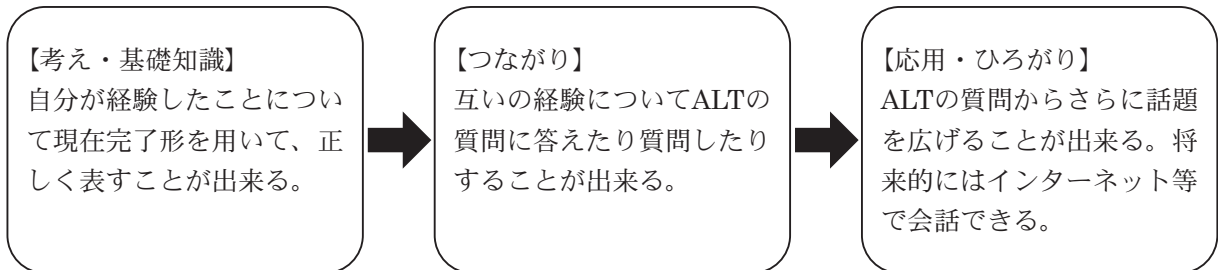 【考え・基礎知識】
自分が経験したことについ
て現在完了形を用いて、正
しく表すことが出来る。
【つながり】
互いの経験についてALTの
質問に答えたり質問したり
することが出来る。
【応用・ひろがり】
ALTの質問からさらに話題
を広げることが出来る。将
来的にはインターネット等
で会話できる。